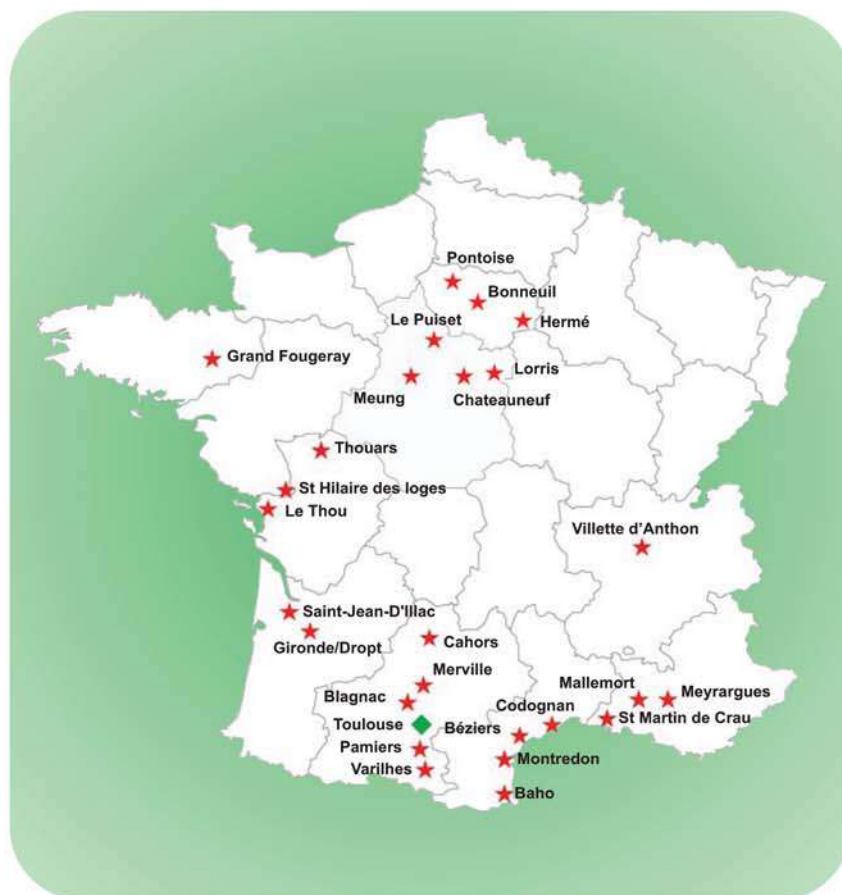 Pontoise
Bonneuil
Le Puiset
Hermé
Grand Fougeray
Lorris
Meung
Chateauneuf
Thouars
St Hilaire des loges
Le Thou
Villette d'Anthon
Saint-Jean-D'Illac
Gironde/Dropt
Cahors
Merville
Mallemort
Meyrargues
Blagnac
Codognan
St Martin de Crau
Toulouse
Béziers
Pamiers
Montredon
Varilhes
Baho